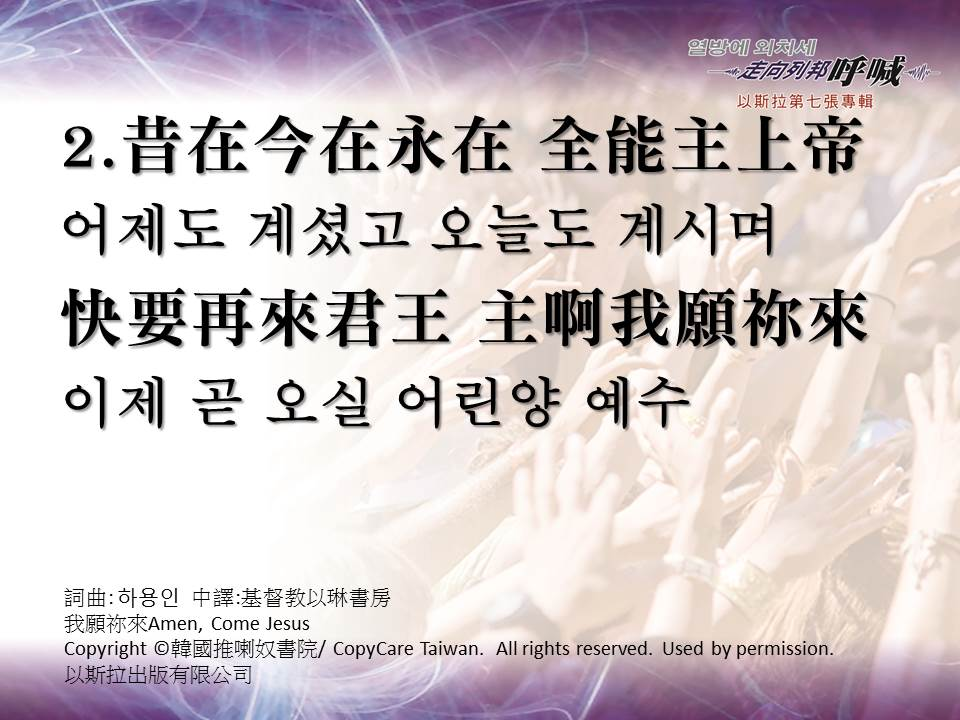 열방에 외치세
走向列邦呼喊
以斯拉第七張專輯
2.昔在今在永在 全能主上帝
어제도 계셨고 오늘도 계시며
快要再來君王 主啊我願祢來
이제 곧 오실 어린양 예수
詞曲:하용인 中譯:基督教以琳書房
我願祢來Amen, Come Jesus
Copyright ©韓國推喇奴書院/ CopyCare Taiwan. All rights reserved. Used by permission.
以斯拉出版有限公司